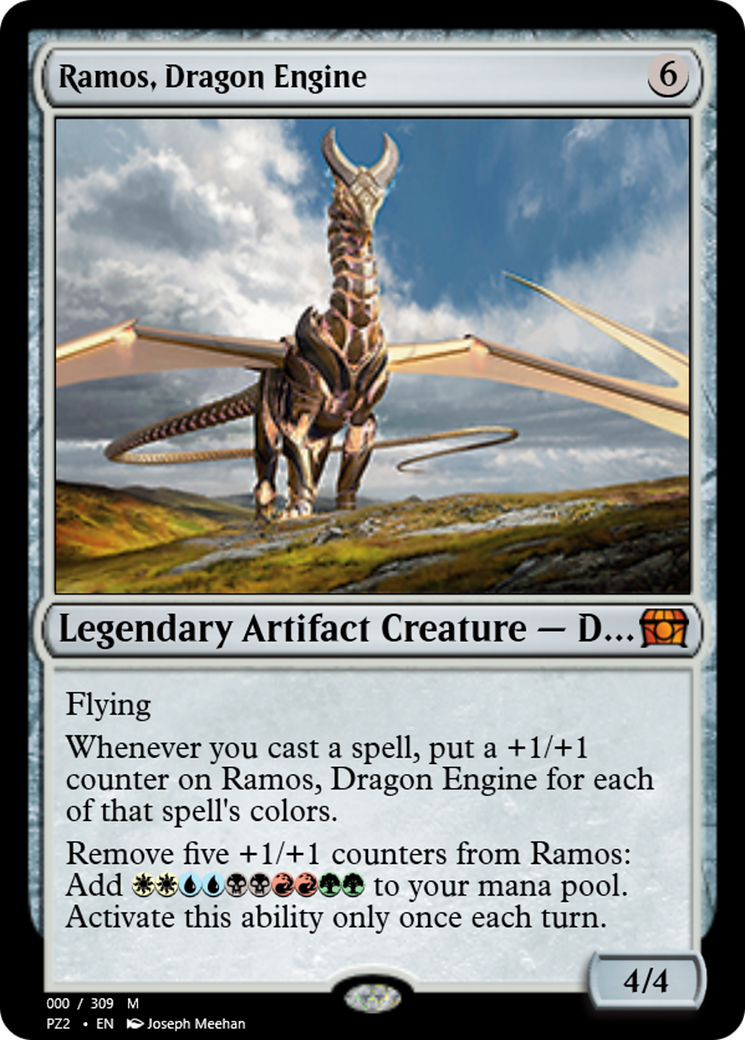 Ramos, Dragon Engine 6
Legendary Artifact Creature — D...
Flying
Whenever you cast a spell, put a +1/+1
counter on Ramos, Dragon Engine for each
of that spell's colors.
Remove five +1/+1 counters from Ramos:
Add to your mana pool.
Activate this ability only once each turn.
4/4
000 / 309 M
PZ2 • EN Joseph Meehan